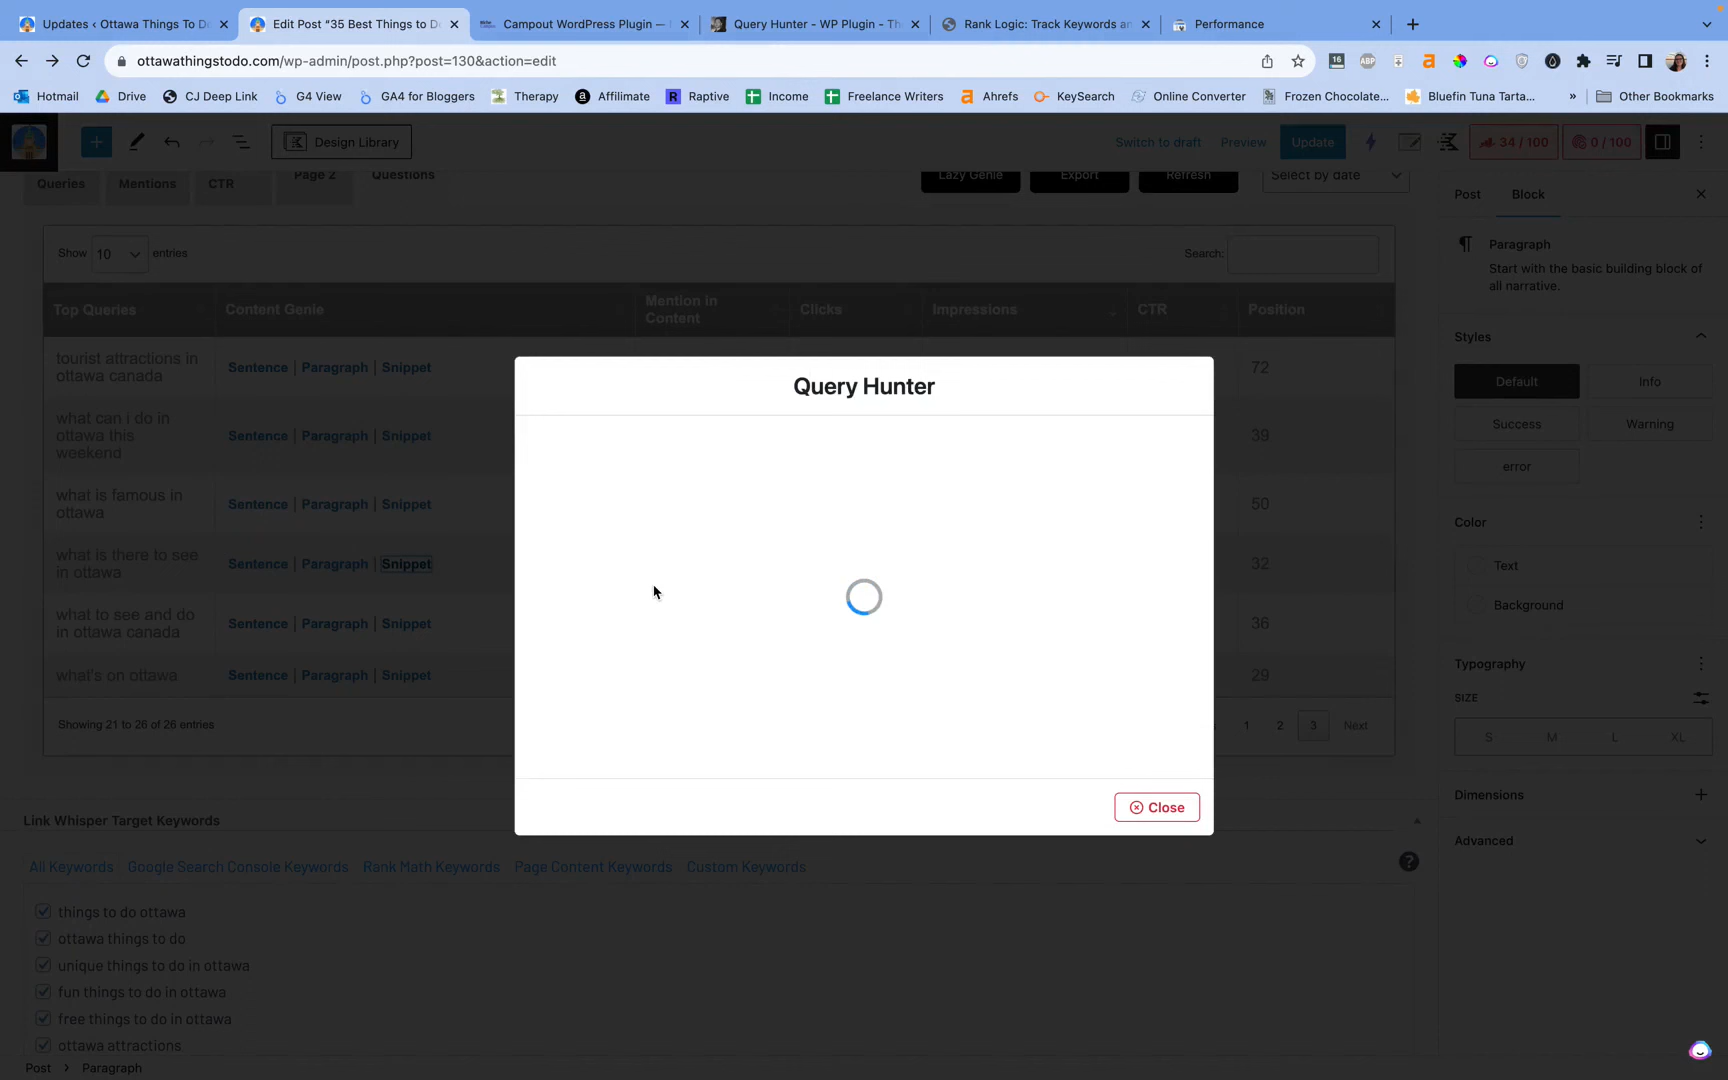 Updates ‹ Ottawa Things To D
Edit Post "35 Best Things to D
Campout WordPress Plugin —
Query Hunter - WP Plugin - Th
Rank Logic: Track Keywords an
Performance
ottawathingstodo.com/wp-admin/post.php?post=130&action=edit
16
ABP
Hotmail
Drive
CJ Deep Link
G4 View
GA4 for Bloggers
Therapy
Affilimate
Raptive
Income
Freelance Writers
Ahrefs
KeySearch
Online Converter
Frozen Chocolate...
Bluefin Tuna Tarta...
»
Other Bookmarks
Design Library
Switch to draft
Preview
Update
34 / 100
0 / 100
Queries
Mentions
CTR
Page 2
Questions
Lazy Genie
Export
Refresh
Select by date
Show 10 entries
Search:
Top Queries
Content Genie
Mention in
Content
Clicks
Impressions
CTR
Position
tourist attractions in
ottawa canada
Sentence | Paragraph | Snippet
72
what can i do in
ottawa this
weekend
Sentence | Paragraph | Snippet
39
what is famous in
ottawa
Sentence | Paragraph | Snippet
50
what is there to see
in ottawa
Sentence | Paragraph | Snippet
32
what to see and do
in ottawa canada
Sentence | Paragraph | Snippet
36
what's on ottawa
Sentence | Paragraph | Snippet
29
Showing 21 to 26 of 26 entries
1
2
3
Next
Query Hunter
Close
Link Whisper Target Keywords
All Keywords
Google Search Console Keywords
Rank Math Keywords
Page Content Keywords
Custom Keywords
?
things to do ottawa
ottawa things to do
unique things to do in ottawa
fun things to do in ottawa
free things to do in ottawa
ottawa attractions
Post > Paragraph
Post
Block
Paragraph
Start with the basic building block of
all narrative.
Styles
Default
Info
Success
Warning
error
Color
Text
Background
Typography
SIZE
S
M
L
XL
Dimensions
Advanced